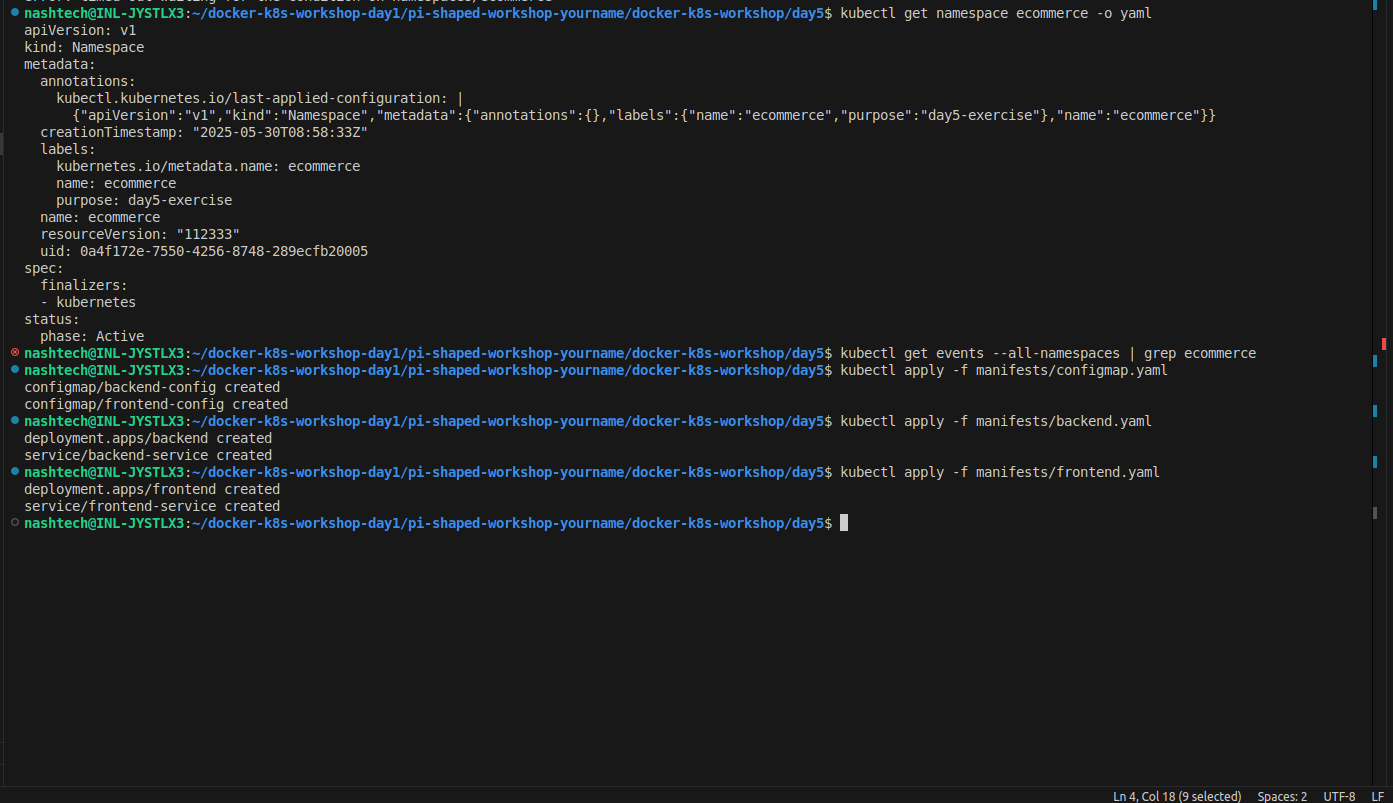 nashtech@INL-JYSTLX3:~/docker-k8s-workshop-day1/pi-shaped-workshop-yourname/docker-k8s-workshop/day5$ kubectl get namespace ecommerce -o yaml
apiVersion: v1
kind: Namespace
metadata:
  annotations:
    kubectl.kubernetes.io/last-applied-configuration: |
      {"apiVersion":"v1","kind":"Namespace","metadata":{"annotations":{},"labels":{"name":"ecommerce","purpose":"day5-exercise"},"name":"ecommerce"}}
  creationTimestamp: "2025-05-30T08:58:33Z"
  labels:
    kubernetes.io/metadata.name: ecommerce
    name: ecommerce
    purpose: day5-exercise
  name: ecommerce
  resourceVersion: "112333"
  uid: 0a4f172e-7550-4256-8748-289ecfb20005
spec:
  finalizers:
  - kubernetes
status:
  phase: Active
nashtech@INL-JYSTLX3:~/docker-k8s-workshop-day1/pi-shaped-workshop-yourname/docker-k8s-workshop/day5$ kubectl get events --all-namespaces | grep ecommerce
nashtech@INL-JYSTLX3:~/docker-k8s-workshop-day1/pi-shaped-workshop-yourname/docker-k8s-workshop/day5$ kubectl apply -f manifests/configmap.yaml
configmap/backend-config created
configmap/frontend-config created
nashtech@INL-JYSTLX3:~/docker-k8s-workshop-day1/pi-shaped-workshop-yourname/docker-k8s-workshop/day5$ kubectl apply -f manifests/backend.yaml
deployment.apps/backend created
service/backend-service created
nashtech@INL-JYSTLX3:~/docker-k8s-workshop-day1/pi-shaped-workshop-yourname/docker-k8s-workshop/day5$ kubectl apply -f manifests/frontend.yaml
deployment.apps/frontend created
service/frontend-service created
nashtech@INL-JYSTLX3:~/docker-k8s-workshop-day1/pi-shaped-workshop-yourname/docker-k8s-workshop/day5$
Ln 4, Col 18 (9 selected) Spaces: 2 UTF-8 LF